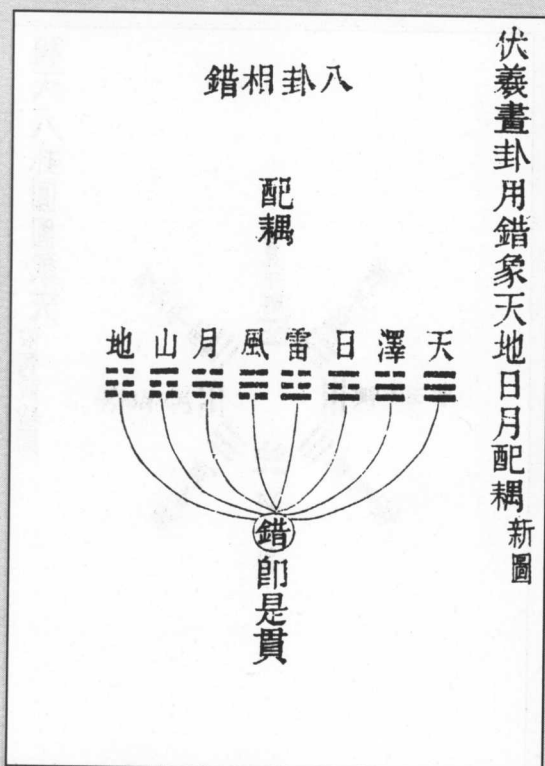 伏羲畫卦用錯象天地日月配耦新圖
八卦相錯
配耦
天澤日雷風月山地
☰☱☲☳☴☵☶☷
錯
即是貫